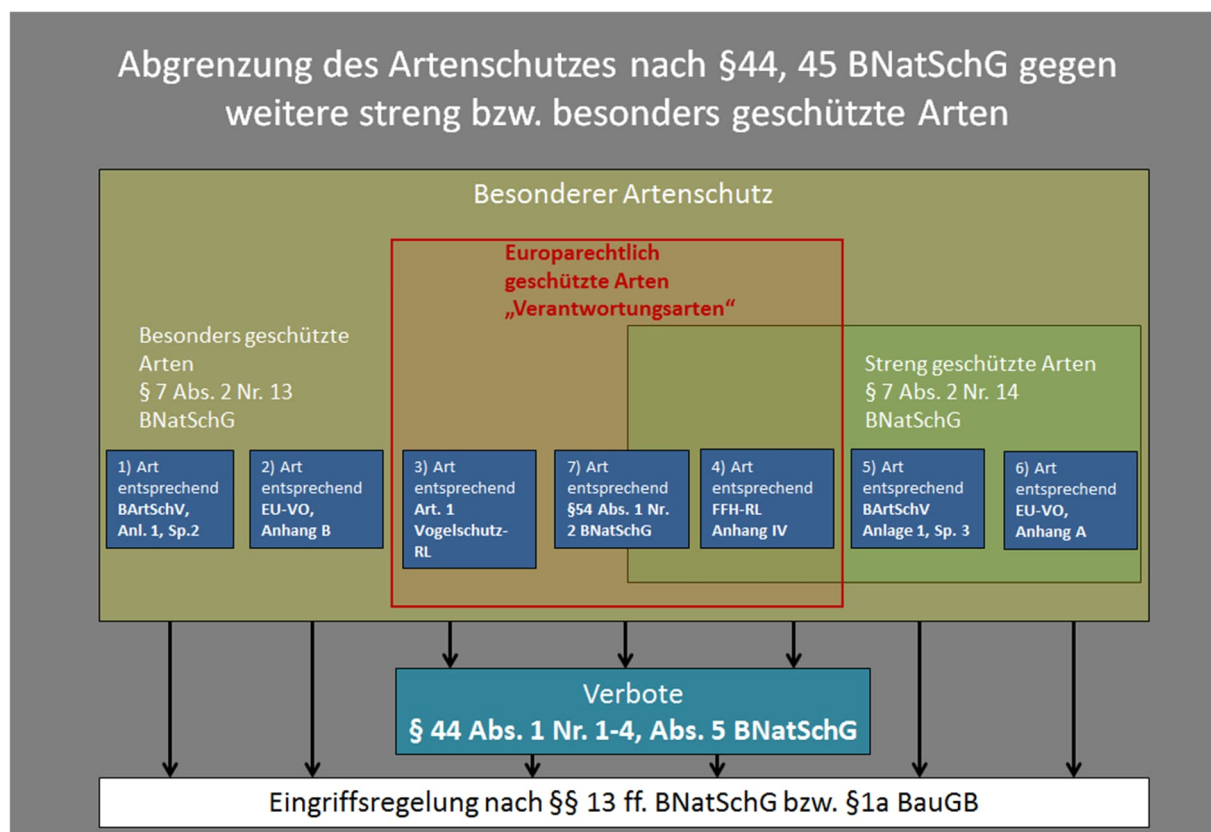 Abgrenzung des Artenschutzes nach §44, 45 BNatSchG gegen
weitere streng bzw. besonders geschützte Arten
Besonderer Artenschutz
Europarechtlich
geschützte Arten
„Verantwortungsarten“
Besonders geschützte
Arten
§ 7 Abs. 2 Nr. 13
BNatSchG
Streng geschützte Arten
§ 7 Abs. 2 Nr. 14
BNatSchG
1) Art
entsprechend
BArtSchV,
Anl. 1, Sp.2
2) Art
entsprechend
EU-VO,
Anhang B
3) Art
entsprechend
Art. 1
Vogelschutz-
RL
7) Art
entsprechend
§54 Abs. 1 Nr.
2 BNatSchG
4) Art
entsprechend
FFH-RL
Anhang IV
5) Art
entsprechend
BArtSchV
Anlage 1, Sp. 3
6) Art
entsprechend
EU-VO,
Anhang A
Verbote
§ 44 Abs. 1 Nr. 1-4, Abs. 5 BNatSchG
Eingriffsregelung nach §§ 13 ff. BNatSchG bzw. §1a BauGB